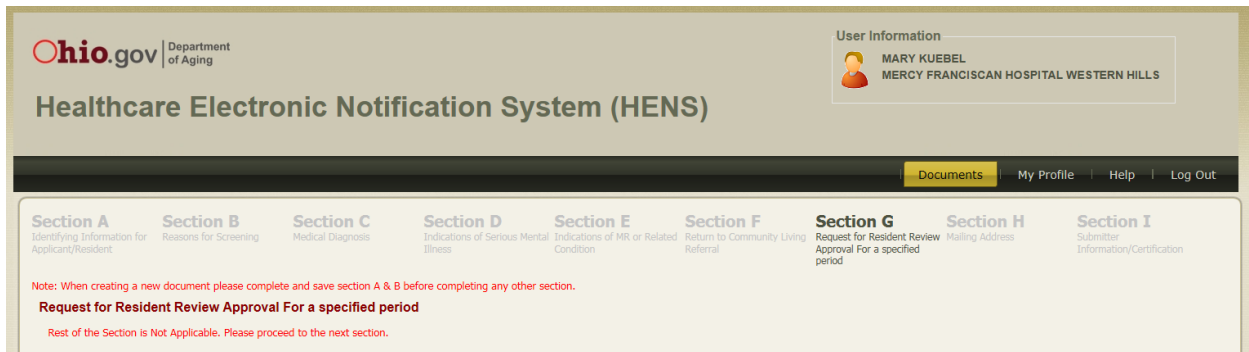 Ohio.gov Department of Aging
Healthcare Electronic Notification System (HENS)
User Information
MARY KUEBEL
MERCY FRANCISCAN HOSPITAL WESTERN HILLS
Documents | My Profile | Help | Log Out
Section A
Identifying Information for
Applicant/Resident
Section B
Reasons for Screening
Section C
Medical Diagnosis
Section D
Indications of Serious Mental
Illness
Section E
Indications of MR or Related
Condition
Section F
Return to Community Living
Referral
Section G
Request for Resident Review
Approval For a specified
period
Section H
Mailing Address
Section I
Submitter
Information/Certification
Note: When creating a new document please complete and save section A & B before completing any other section.
Request for Resident Review Approval For a specified period
Rest of the Section is Not Applicable. Please proceed to the next section.